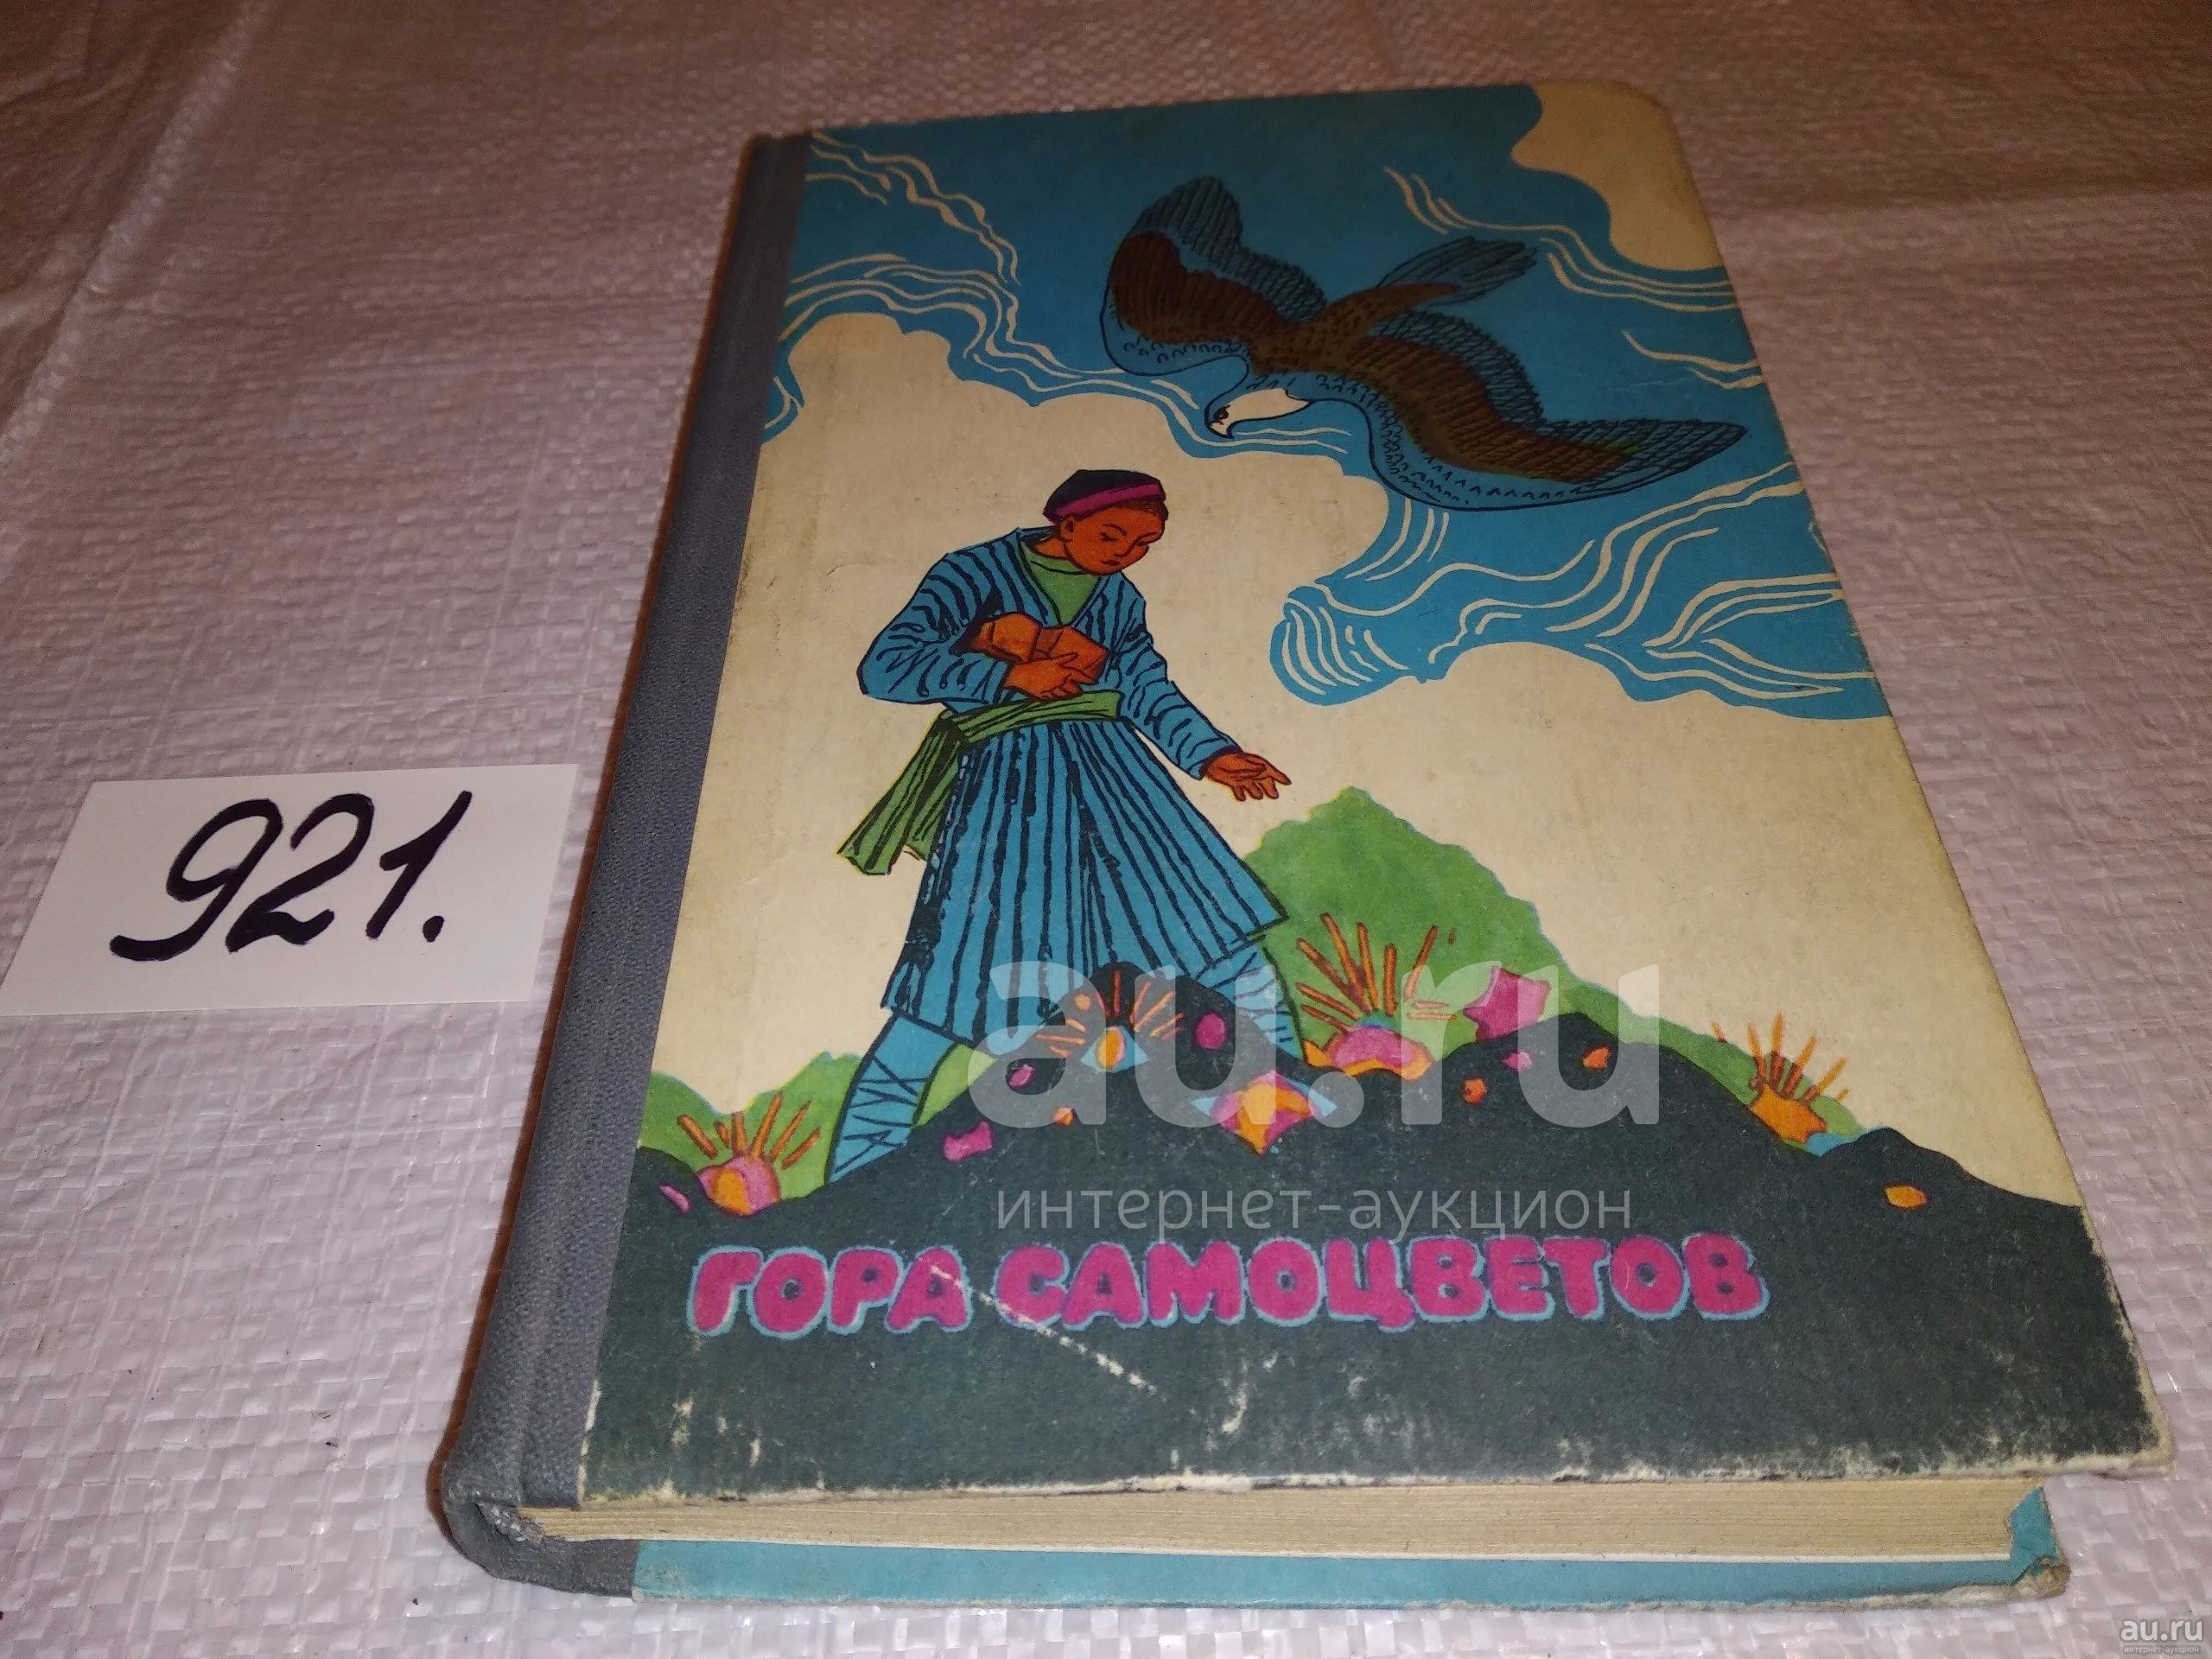 921.
au.ru
интернет-аукцион
ГОРА САМОЦВЕТОВ
au.ru
интернет-аукцион